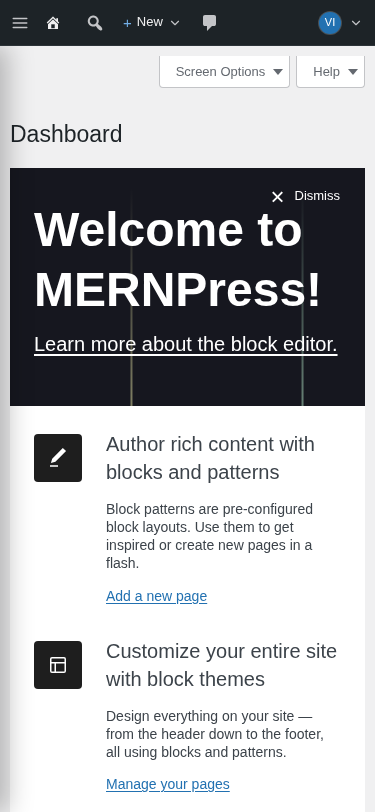 + New
VI
Screen Options
Help
Dashboard
Dismiss
Welcome to
MERNPress!
Learn more about the block editor.
Author rich content with
blocks and patterns
Block patterns are pre-configured
block layouts. Use them to get
inspired or create new pages in a
flash.
Add a new page
Customize your entire site
with block themes
Design everything on your site —
from the header down to the footer,
all using blocks and patterns.
Manage your pages